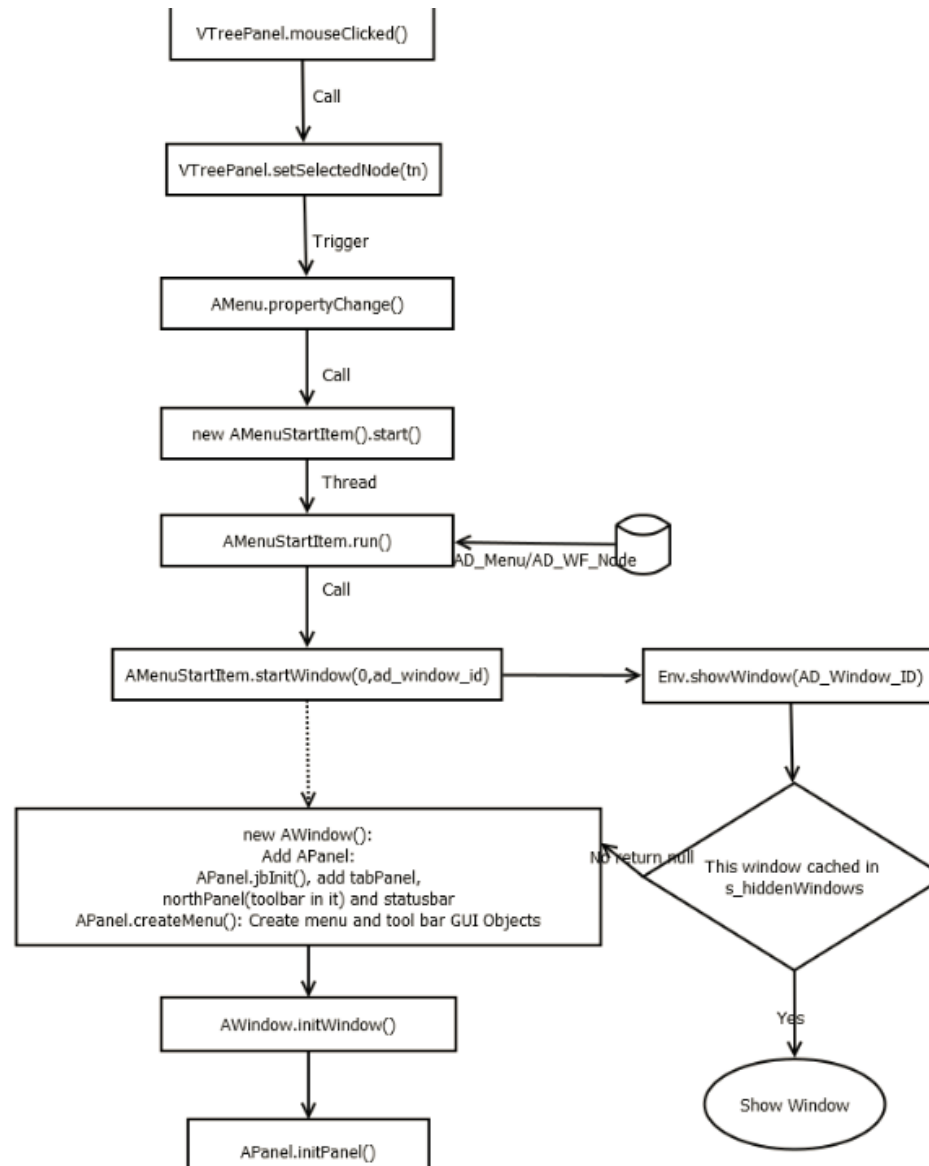 VTreePanel.mouseClicked()
Call
VTreePanel.setSelectedNode(tn)
Trigger
AMenu.propertyChange()
Call
new AMenuStartItem().start()
Thread
AMenuStartItem.run()
AD_Menu/AD_WF_Node
Call
AMenuStartItem.startWindow(0,ad_window_id)
Env.showWindow(AD_Window_ID)
new AWindow():
Add APanel:
APanel.jbInit(), add tabPanel,
northPanel(toolbar in it) and statusbar
APanel.createMenu(): Create menu and tool bar GUI Objects
No return null
This window cached in
s_hiddenWindows
AWindow.initWindow()
Yes
Show Window
APanel.initPanel()